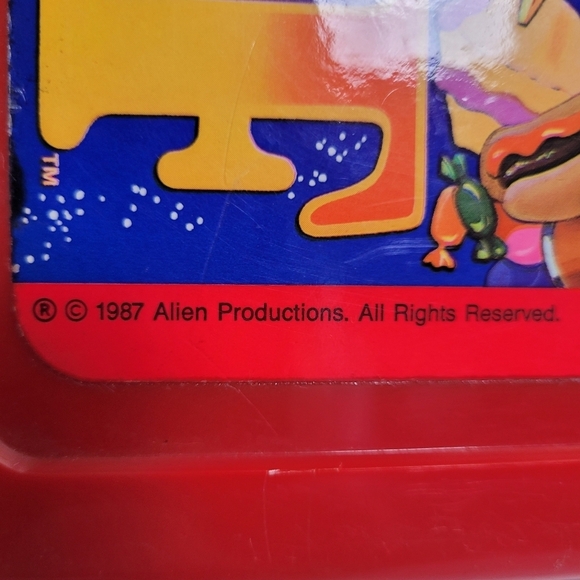 F
TM
® © 1987 Alien Productions. All Rights Reserved.